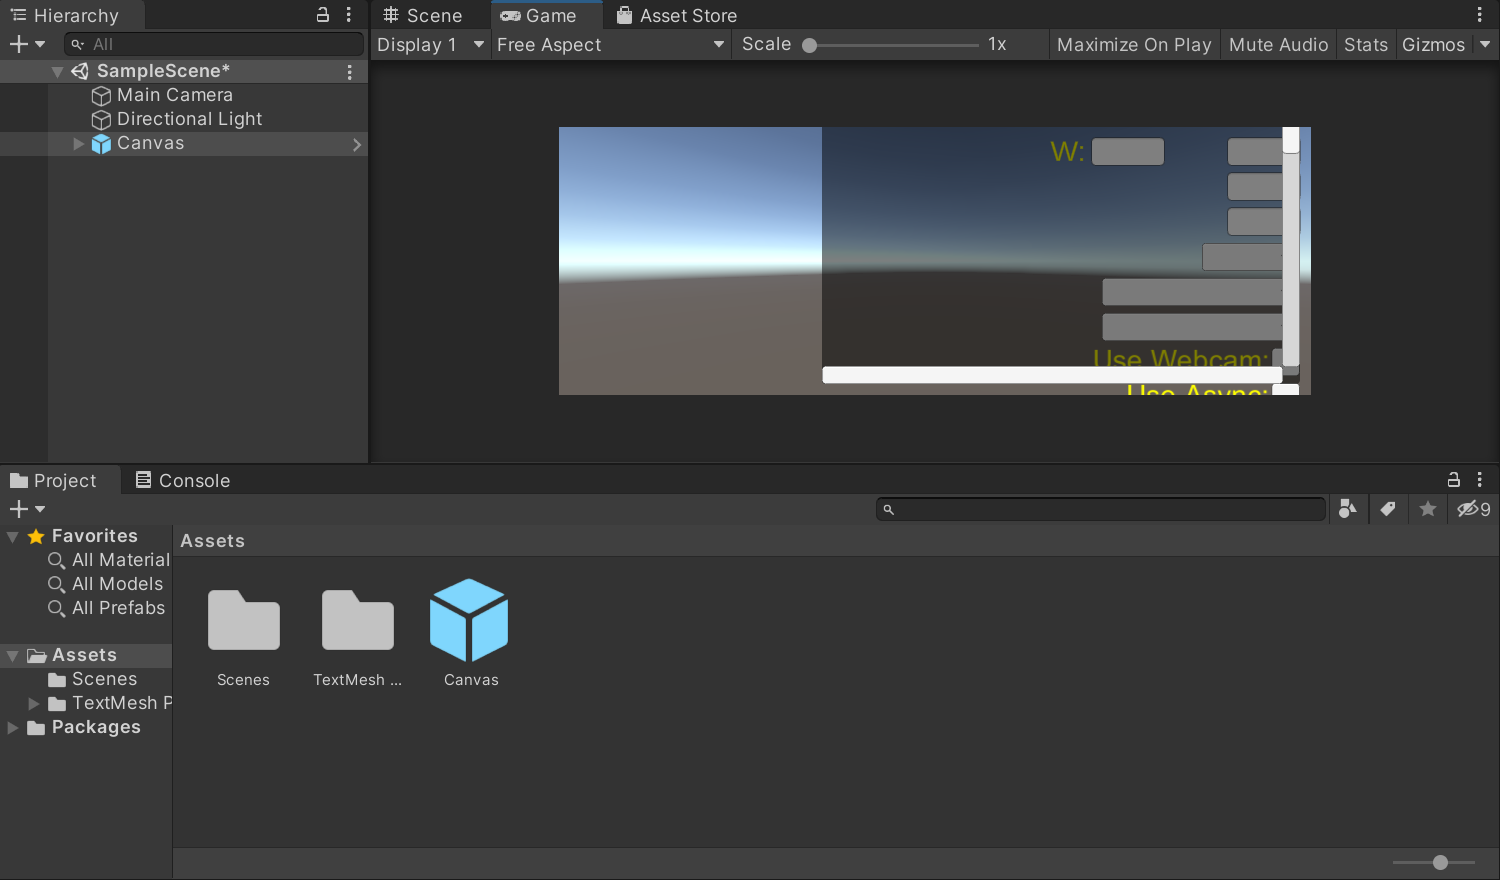 Hierarchy
All
SampleScene*
Main Camera
Directional Light
Canvas
Scene
Game
Asset Store
Display 1
Free Aspect
Scale
1x
Maximize On Play
Mute Audio
Stats
Gizmos
W:
Use Webcam:
Use Async:
Project
Console
9
Favorites
All Material
All Models
All Prefabs
Assets
Scenes
TextMesh P
Packages
Assets
Scenes
TextMesh ...
Canvas